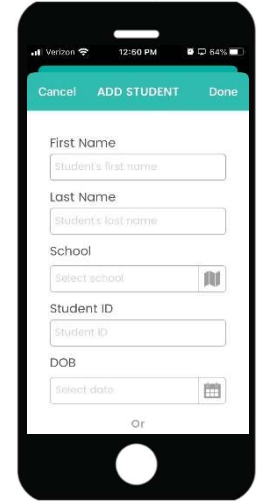 Verizon 12:50 PM 64%
Cancel ADD STUDENT Done
First Name
Student's first name
Last Name
Student's last name
School
Select school
Student ID
Student ID
DOB
Select date
Or